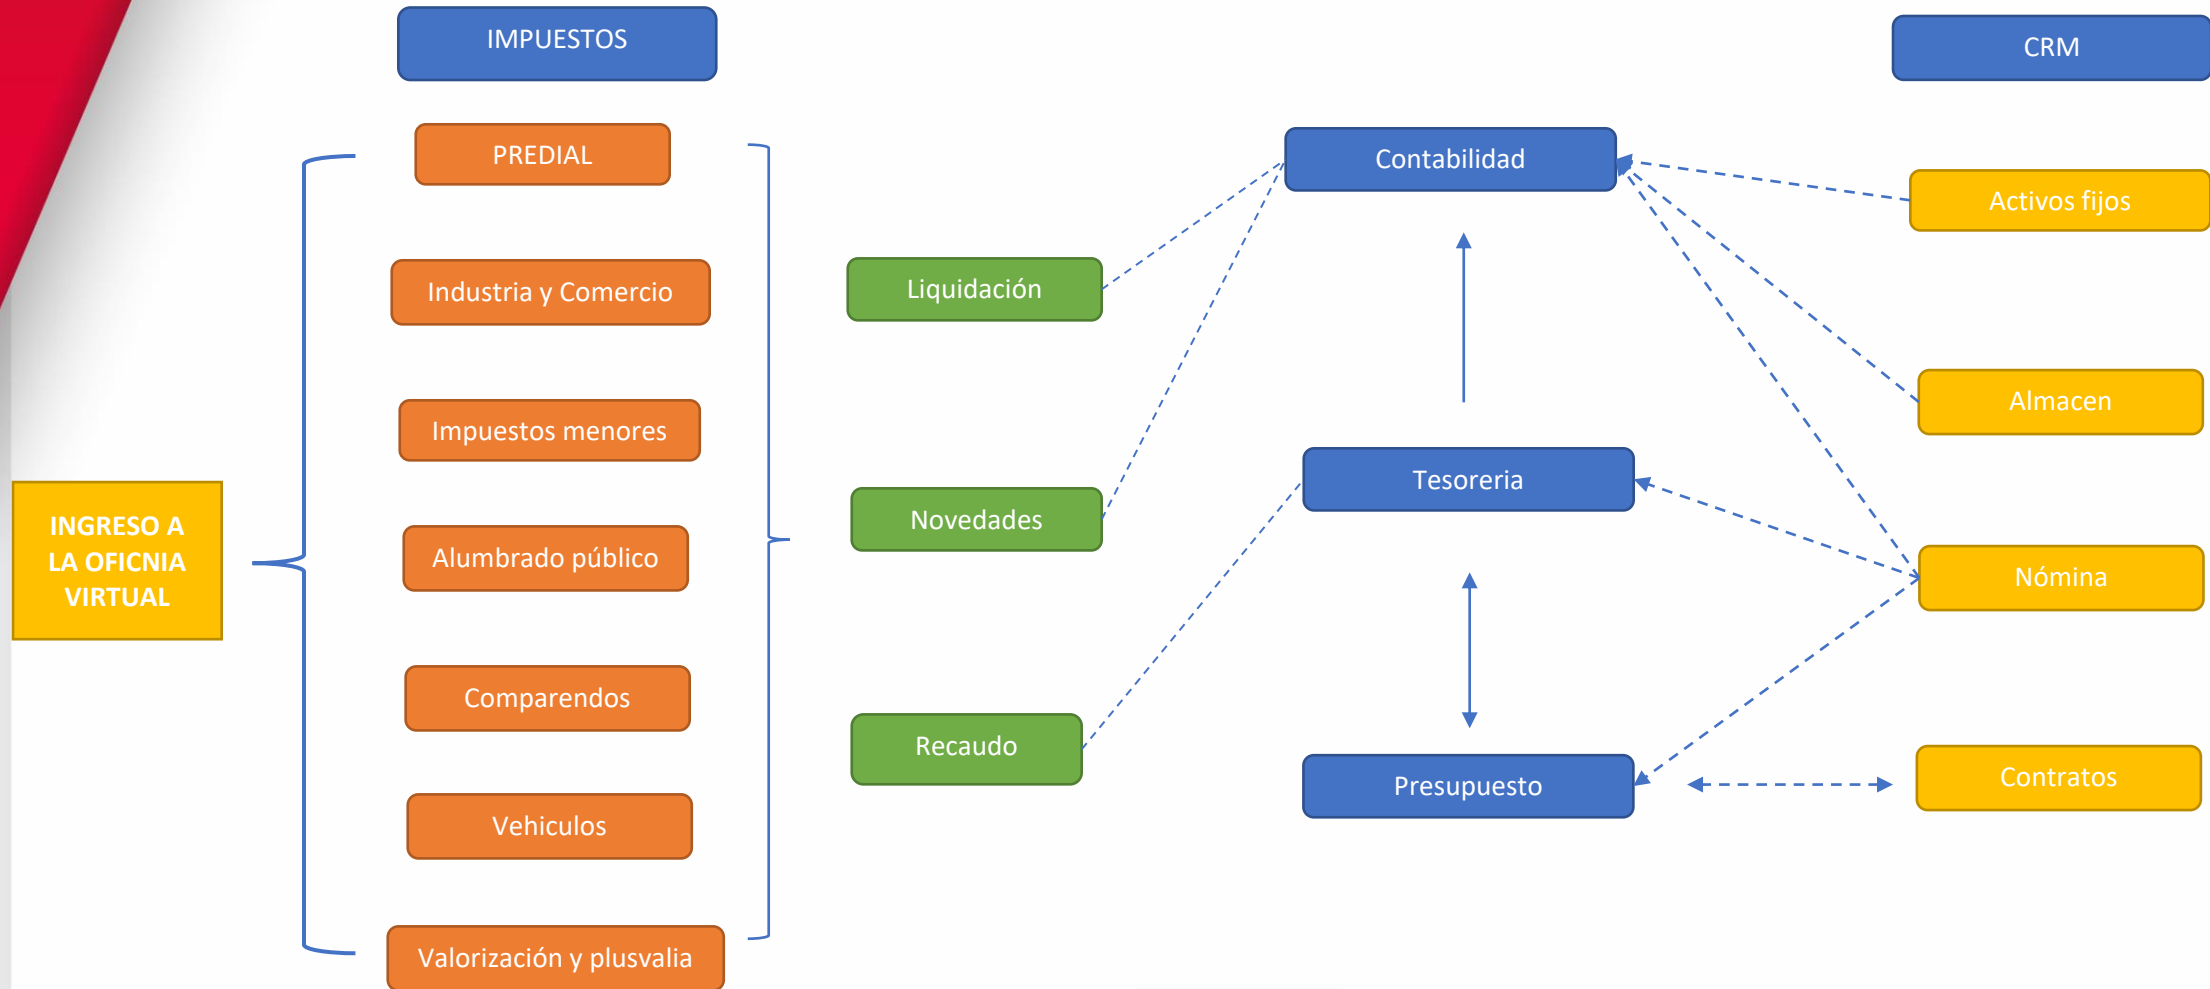 IMPUESTOS
CRM
PREDIAL
Industria y Comercio
Impuestos menores
Alumbrado público
Comparendos
Vehiculos
Valorización y plusvalia
INGRESO A
LA OFICNIA
VIRTUAL
Liquidación
Novedades
Recaudo
Contabilidad
Tesoreria
Presupuesto
Activos fijos
Almacen
Nómina
Contratos